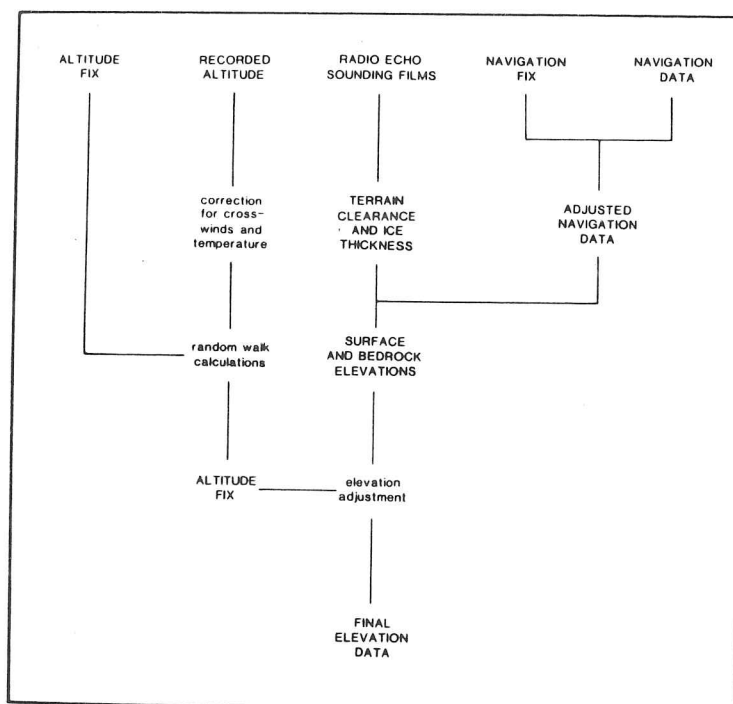 ALTITUDE
FIX
RECORDED
ALTITUDE
RADIO ECHO
SOUNDING FILMS
NAVIGATION
FIX
NAVIGATION
DATA
correction
for cross-
winds and
temperature
TERRAIN
CLEARANCE
AND ICE
THICKNESS
ADJUSTED
NAVIGATION
DATA
random walk
calculations
SURFACE
AND BEDROCK
ELEVATIONS
ALTITUDE
FIX
elevation
adjustment
FINAL
ELEVATION
DATA